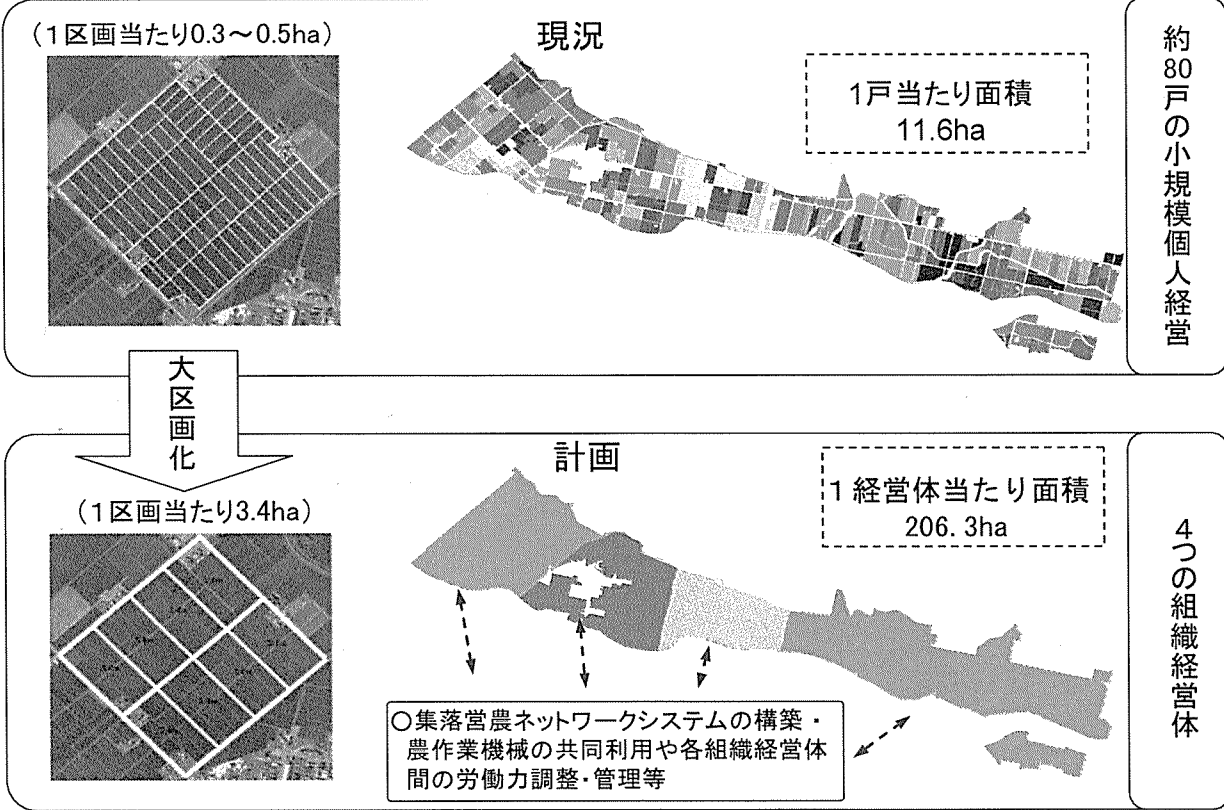 (1区画当たり0.3～0.5ha)
現況
1戸当たり面積
11.6ha
約80戸の小規模個人経営
大区画化
計画
(1区画当たり3.4ha)
1経営体当たり面積
206.3ha
4つの組織経営体
○集落営農ネットワークシステムの構築・
農作業機械の共同利用や各組織経営体
間の労働力調整・管理等